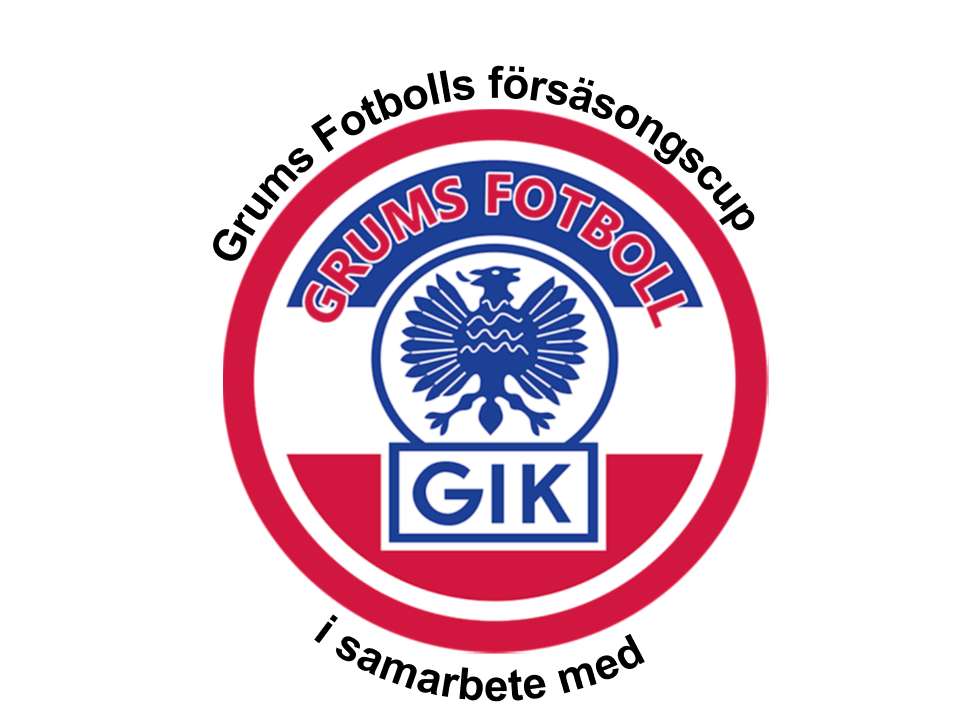 Grums Fotbolls försäsongscup
GRUMS FOTBOLL
GIK
i samarbete med